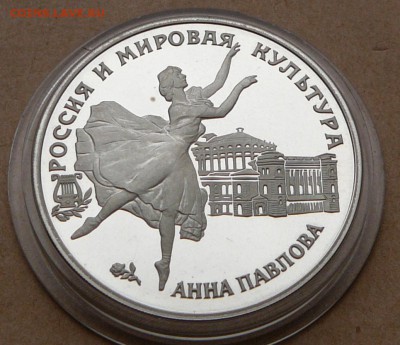 РОССИЯ И МИРОВАЯ КУЛЬТУРА
АННА ПАВЛОВА